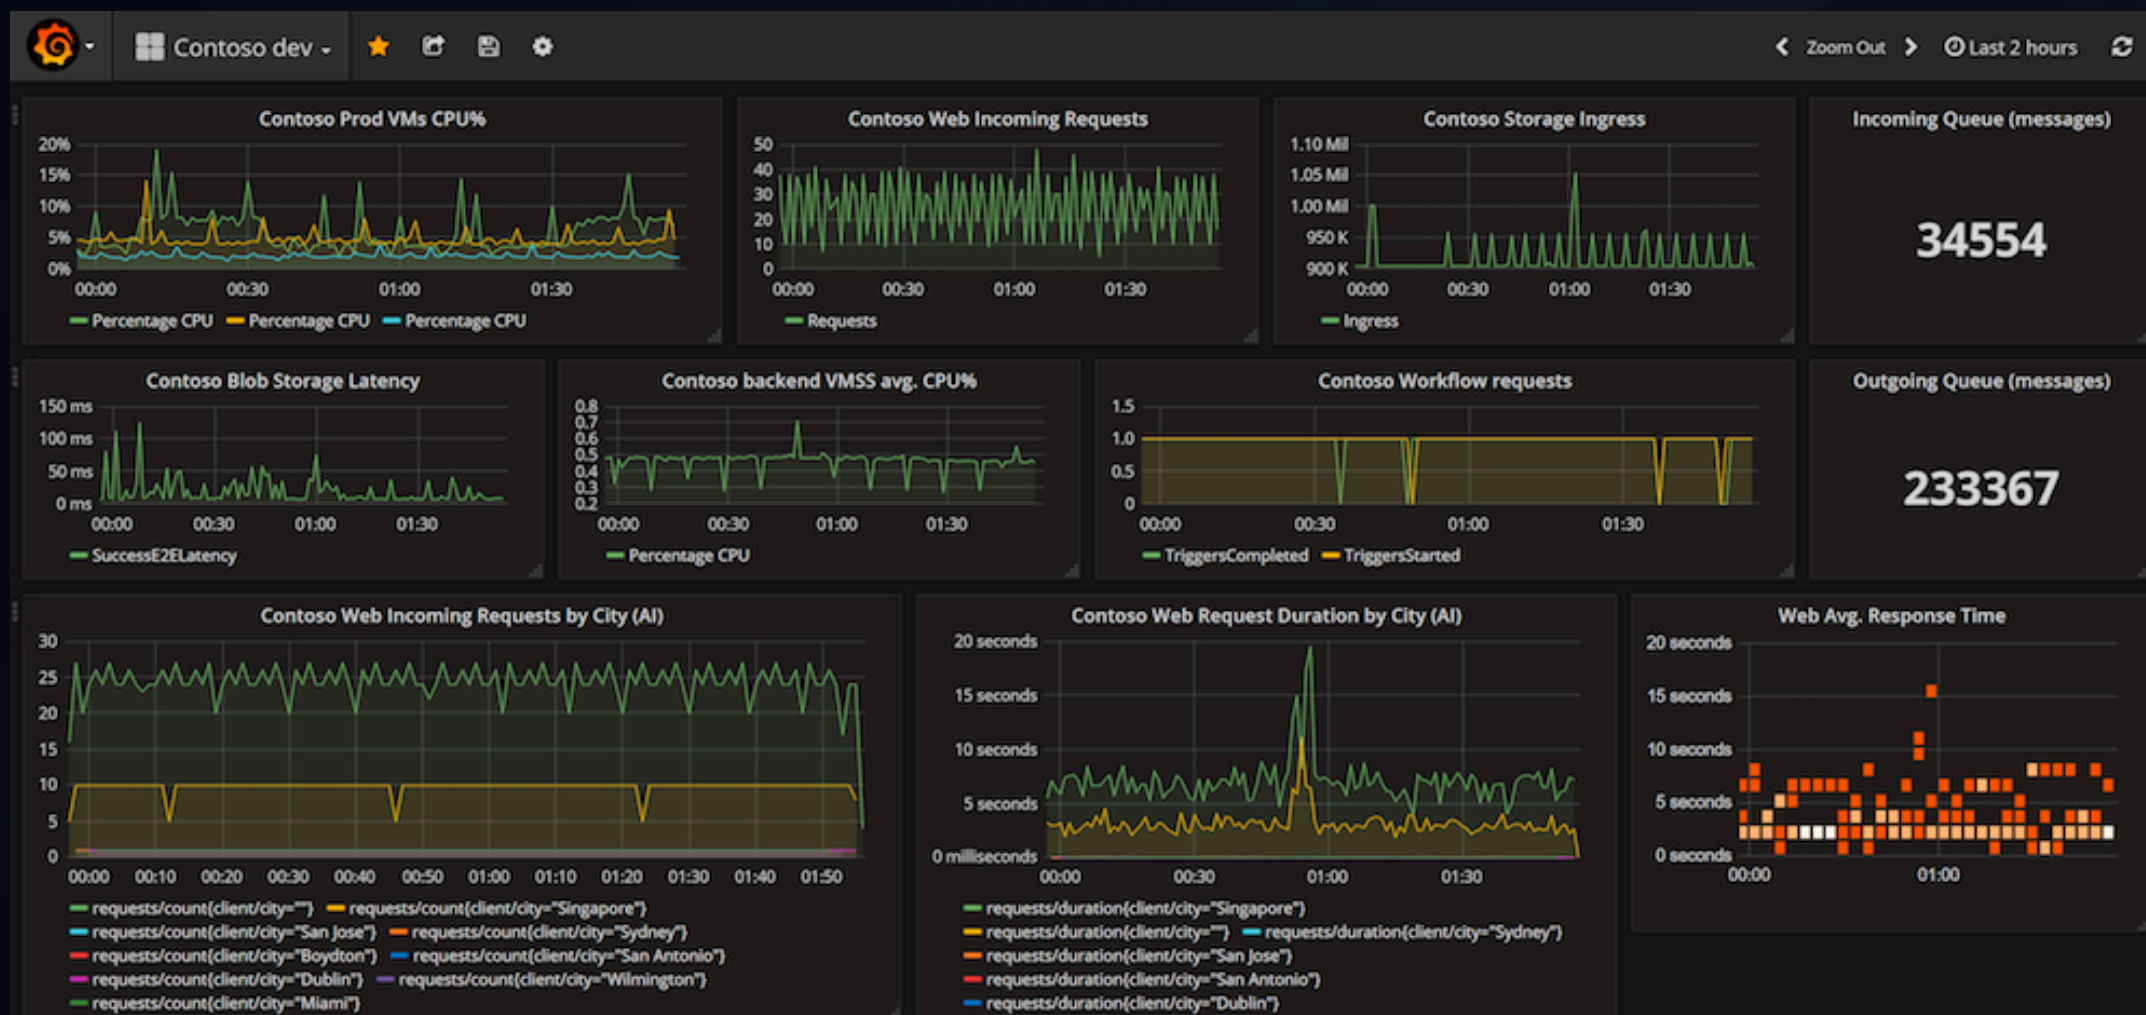 Contoso dev
Zoom Out
Last 2 hours
Contoso Prod VMs CPU%
20%
15%
10%
5%
0%
00:00 00:30 01:00 01:30
Percentage CPU Percentage CPU Percentage CPU
Contoso Web Incoming Requests
50
40
30
20
10
0
00:00 00:30 01:00 01:30
Requests
Contoso Storage Ingress
1.10 Mil
1.05 Mil
1.00 Mil
950 K
900 K
00:00 00:30 01:00 01:30
Ingress
Incoming Queue (messages)
34554
Contoso Blob Storage Latency
150 ms
100 ms
50 ms
0 ms
00:00 00:30 01:00 01:30
SuccessE2ELatency
Contoso backend VMSS avg. CPU%
0.8
0.7
0.6
0.5
0.4
0.3
0.2
00:00 00:30 01:00 01:30
Percentage CPU
Contoso Workflow requests
1.5
1.0
0.5
0
00:00 00:30 01:00 01:30
TriggersCompleted TriggersStarted
Outgoing Queue (messages)
233367
Contoso Web Incoming Requests by City (AI)
30
25
20
15
10
5
0
00:00 00:10 00:20 00:30 00:40 00:50 01:00 01:10 01:20 01:30 01:40 01:50
requests/count{client/city=""} requests/count{client/city="Singapore"}
requests/count{client/city="San Jose"} requests/count{client/city="Sydney"}
requests/count{client/city="Boydton"} requests/count{client/city="San Antonio"}
requests/count{client/city="Dublin"} requests/count{client/city="Wilmington"}
requests/count{client/city="Miami"}
Contoso Web Request Duration by City (AI)
20 seconds
15 seconds
10 seconds
5 seconds
0 milliseconds
00:00 00:30 01:00 01:30
requests/duration{client/city="Singapore"}
requests/duration{client/city=""} requests/duration{client/city="Sydney"}
requests/duration{client/city="San Jose"}
requests/duration{client/city="San Antonio"}
requests/duration{client/city="Dublin"}
Web Avg. Response Time
20 seconds
15 seconds
10 seconds
5 seconds
0 seconds
00:00 01:00